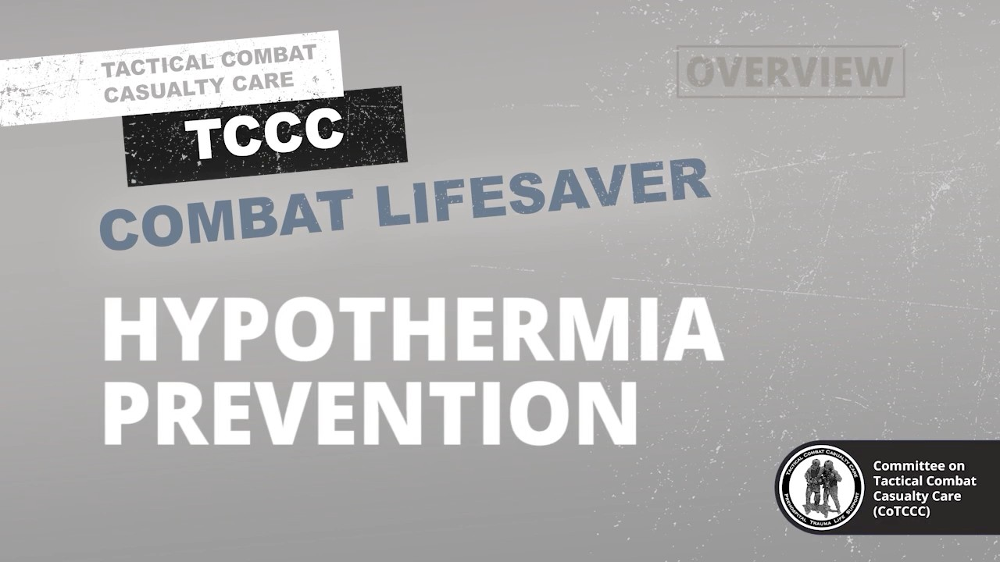 TACTICAL COMBAT
CASUALTY CARE
TCCC
OVERVIEW
COMBAT LIFESAVER
HYPOTHERMIA
PREVENTION
TACTICAL COMBAT CASUALTY CARE
PREHOSPITAL TRAUMA LIFE SUPPORT
Committee on
Tactical Combat
Casualty Care
(CoTCCC)